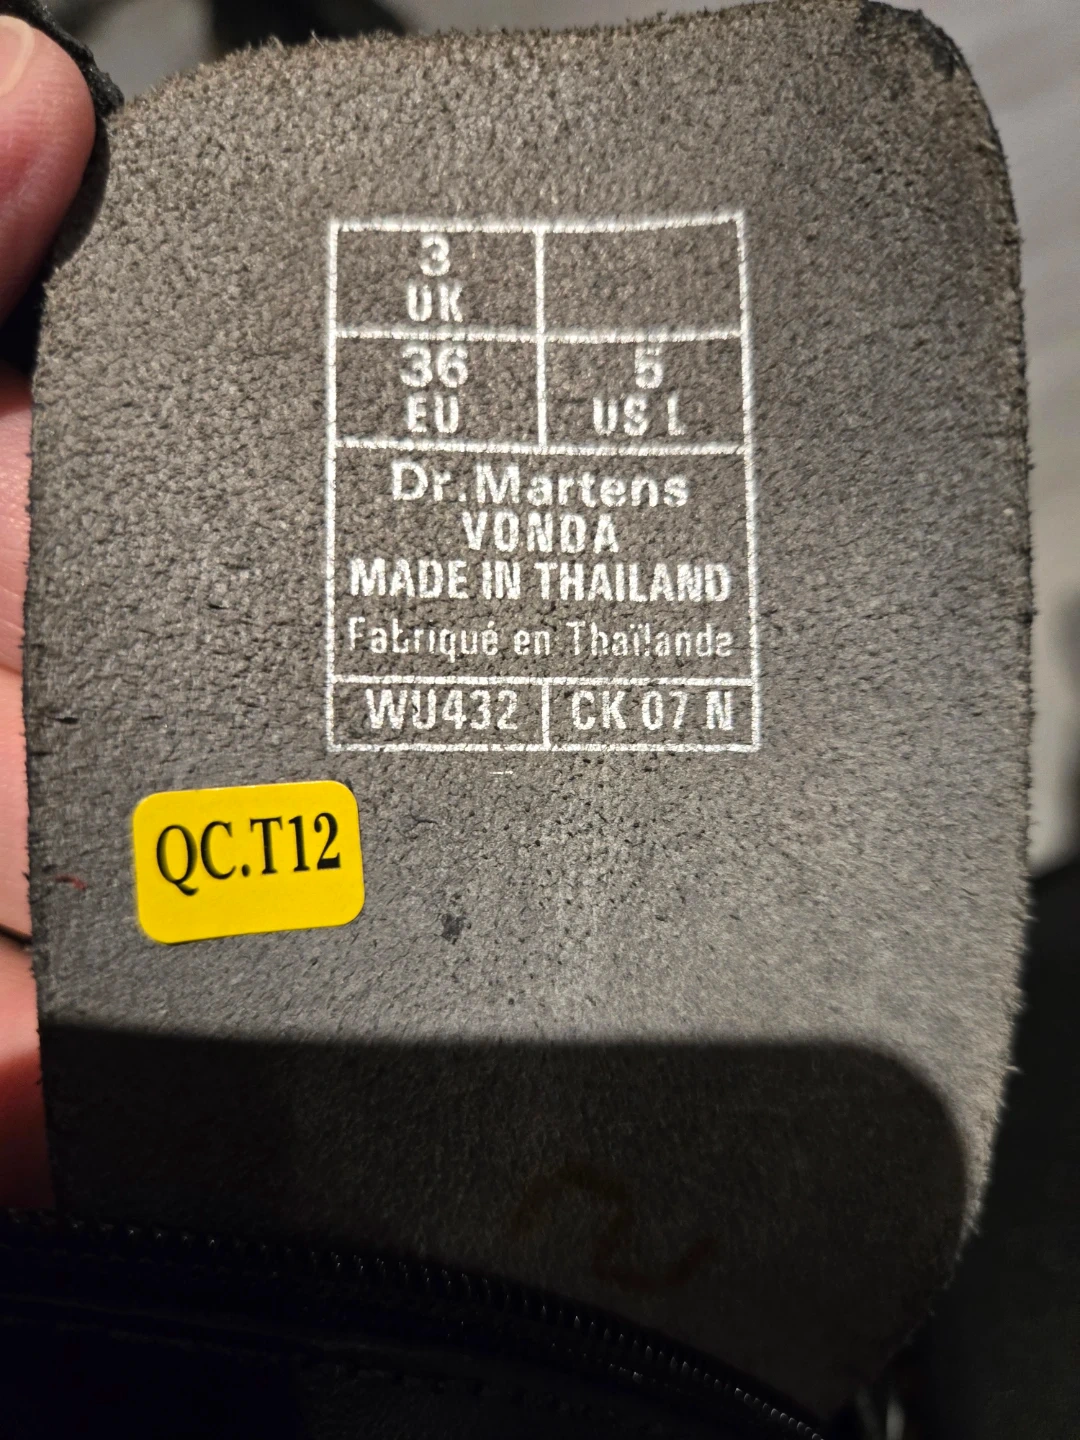 3
UK
36
EU
5
US L
Dr. Martens
VONDA
MADE IN THAILAND
Fabriqué en Thaïlande
WU432
CK 07 N
QC.T12